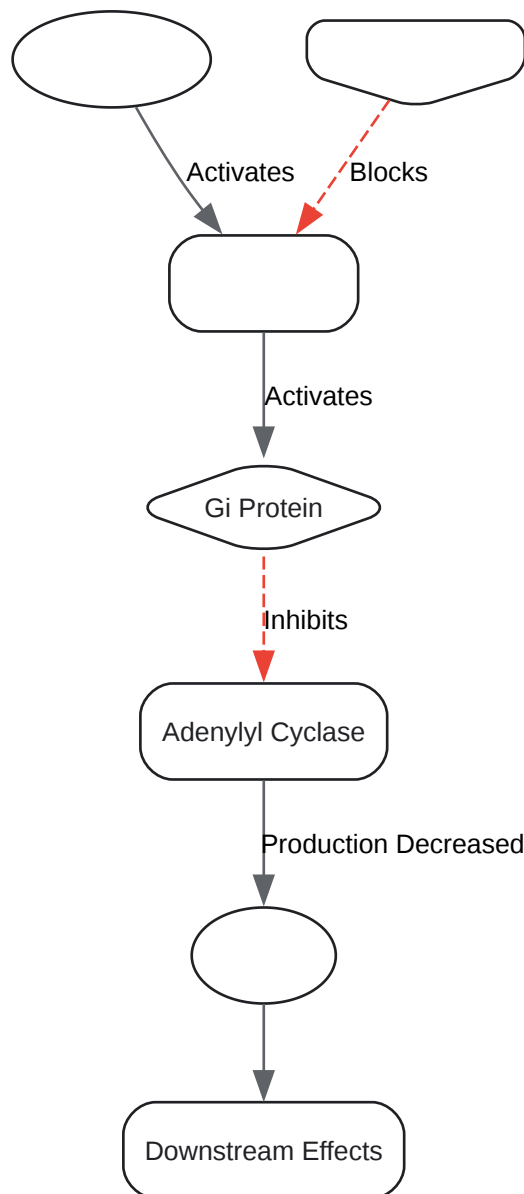 Activates
Blocks
Activates
Gi Protein
Inhibits
Adenylyl Cyclase
Production Decreased
Downstream Effects